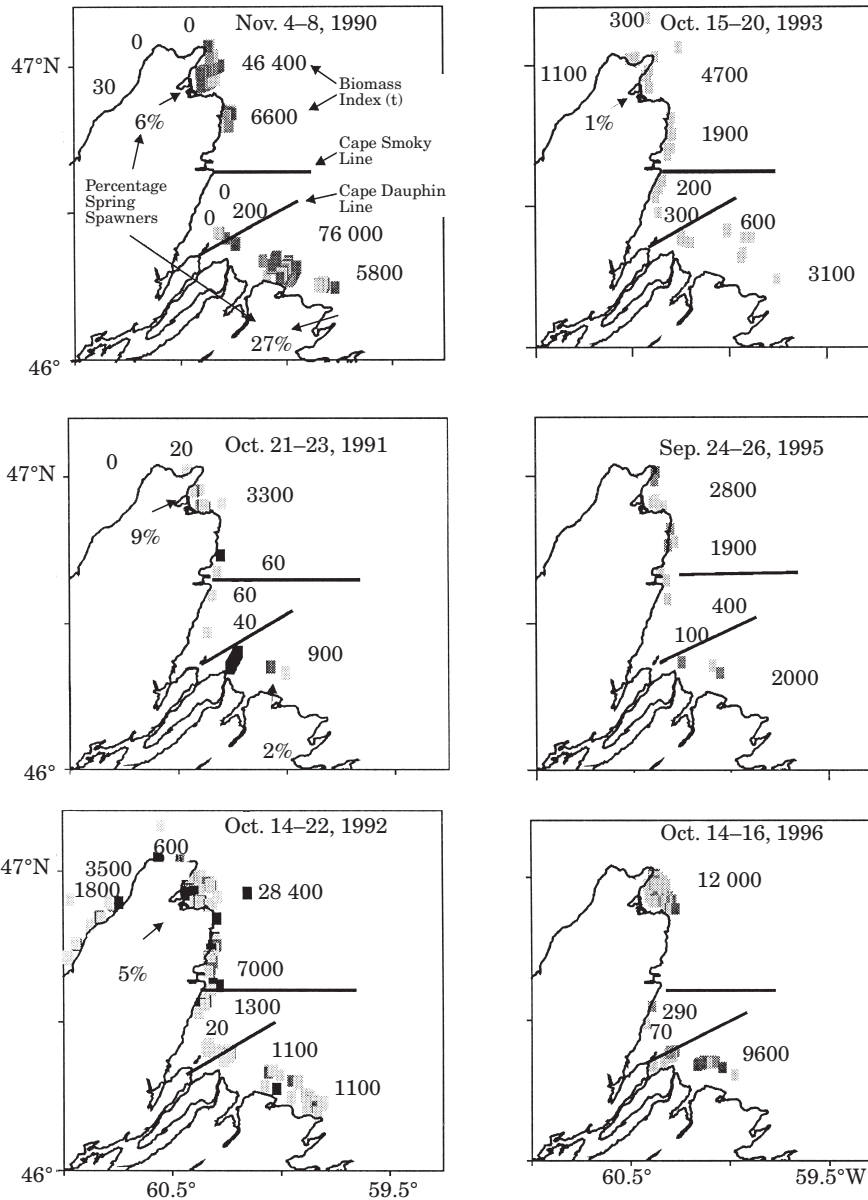 Nov. 4–8, 1990
0
0
47°N
46 400
30
Biomass
Index (t)
6%
6600
Cape Smoky
Line
Percentage
Spring
Spawners
0
Cape Dauphin
Line
0
200
76 000
5800
27%
46°
Oct. 15–20, 1993
300
1100
4700
1%
1900
200
300
600
3100
Oct. 21–23, 1991
0
20
47°N
3300
9%
60
60
40
900
2%
46°
Sep. 24–26, 1995
2800
1900
400
100
2000
Oct. 14–22, 1992
600
47°N
3500
1800
28 400
5%
7000
1300
20
1100
1100
46°
60.5°
59.5°
Oct. 14–16, 1996
12 000
290
70
9600
60.5°
59.5°W